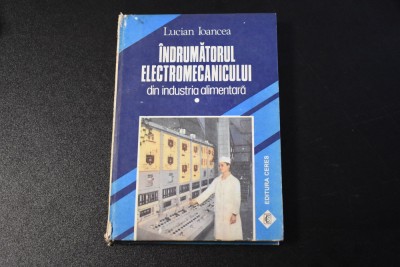 Lucian Ioancea
ÎNDRUMĂTORUL
ELECTROMECANICULUI
din industria alimentară
EDITURA CERES